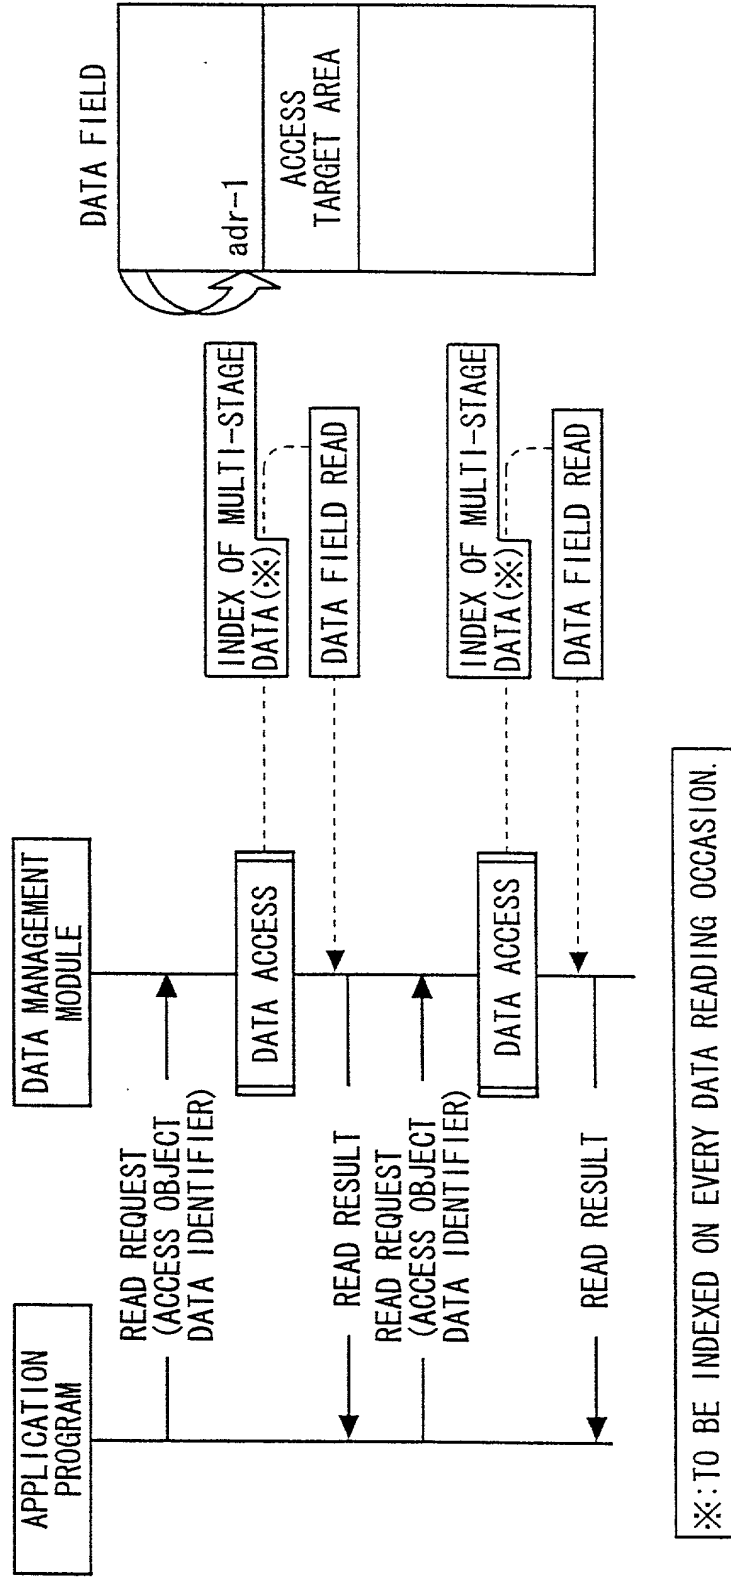 APPLICATION
PROGRAM
DATA MANAGEMENT
MODULE
DATA FIELD
READ REQUEST
(ACCESS OBJECT
DATA IDENTIFIER)
DATA ACCESS
INDEX OF MULTI-STAGE
DATA(※)
DATA FIELD READ
READ RESULT
adr-1
ACCESS
TARGET AREA
READ REQUEST
(ACCESS OBJECT
DATA IDENTIFIER)
DATA ACCESS
INDEX OF MULTI-STAGE
DATA(※)
DATA FIELD READ
READ RESULT
※:TO BE INDEXED ON EVERY DATA READING OCCASION.